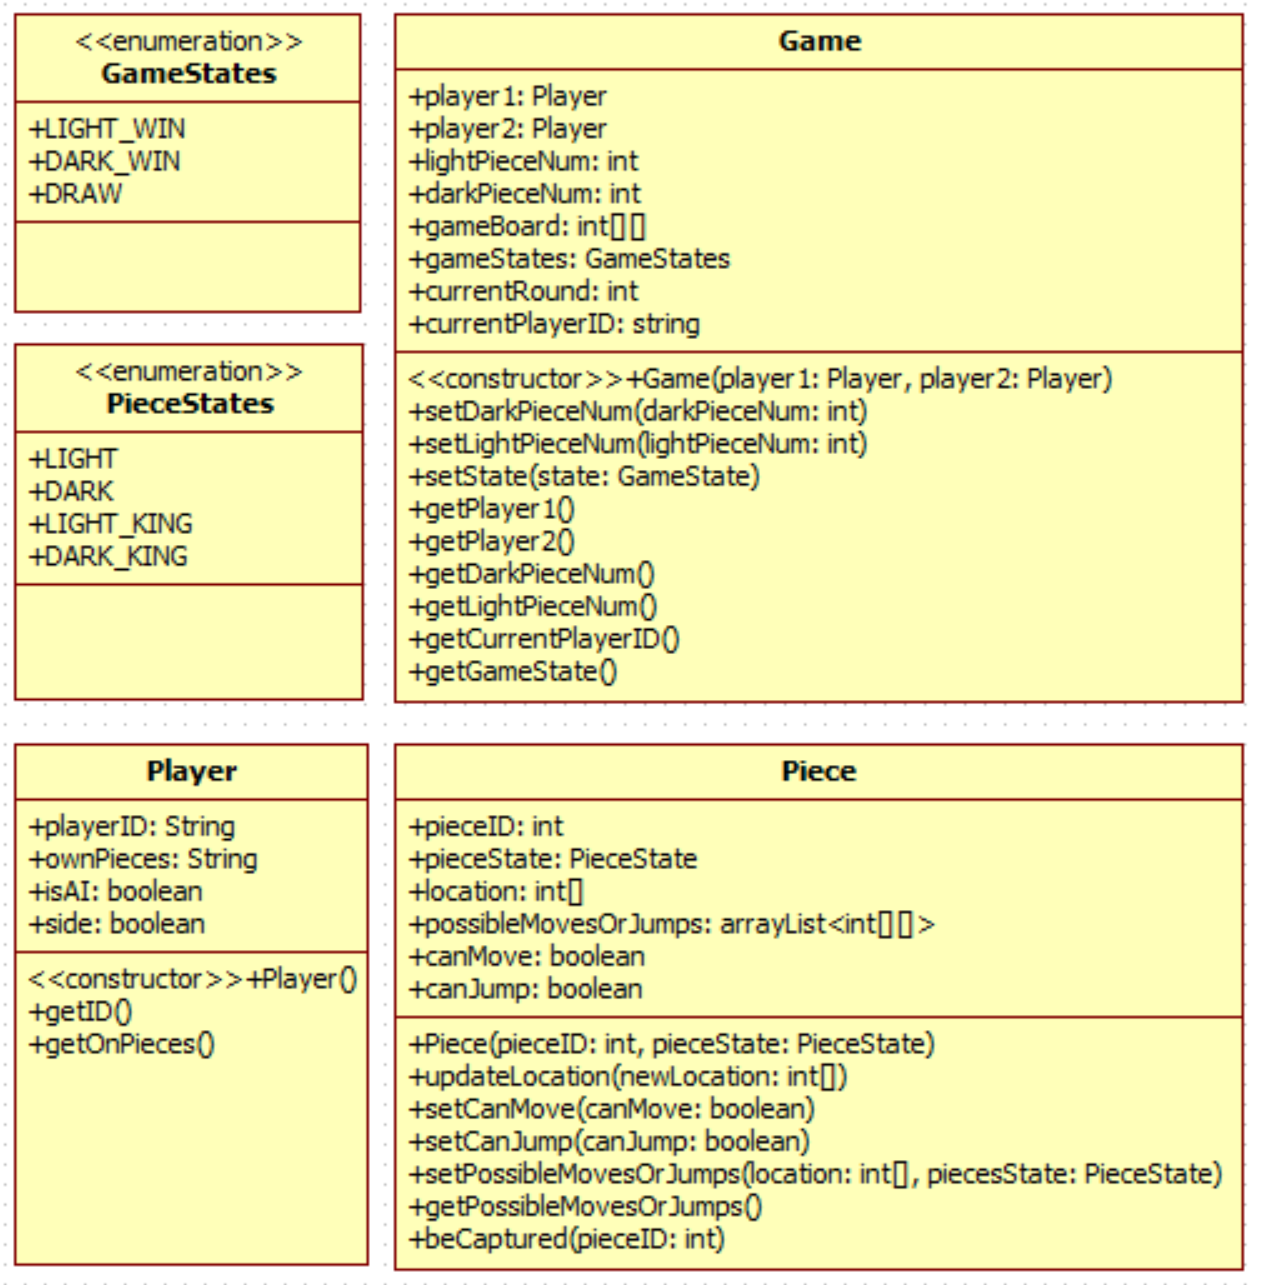 <<enumeration>>
GameStates
+LIGHT_WIN
+DARK_WIN
+DRAW
<<enumeration>>
PieceStates
+LIGHT
+DARK
+LIGHT_KING
+DARK_KING
Game
+player1: Player
+player2: Player
+lightPieceNum: int
+darkPieceNum: int
+gameBoard: int[][]
+gameStates: GameStates
+currentRound: int
+currentPlayerID: string
<<constructor>>+Game(player1: Player, player2: Player)
+setDarkPieceNum(darkPieceNum: int)
+setLightPieceNum(lightPieceNum: int)
+setState(state: GameState)
+getPlayer1()
+getPlayer2()
+getDarkPieceNum()
+getLightPieceNum()
+getCurrentPlayerID()
+getGameState()
Player
+playerID: String
+ownPieces: String
+isAI: boolean
+side: boolean
<<constructor>>+Player()
+getID()
+getOnPieces()
Piece
+pieceID: int
+pieceState: PieceState
+location: int[]
+possibleMovesOrJumps: arrayList<int[][]>
+canMove: boolean
+canJump: boolean
+Piece(pieceID: int, pieceState: PieceState)
+updateLocation(newLocation: int[])
+setCanMove(canMove: boolean)
+setCanJump(canJump: boolean)
+setPossibleMovesOrJumps(location: int[], piecesState: PieceState)
+getPossibleMovesOrJumps()
+beCaptured(pieceID: int)